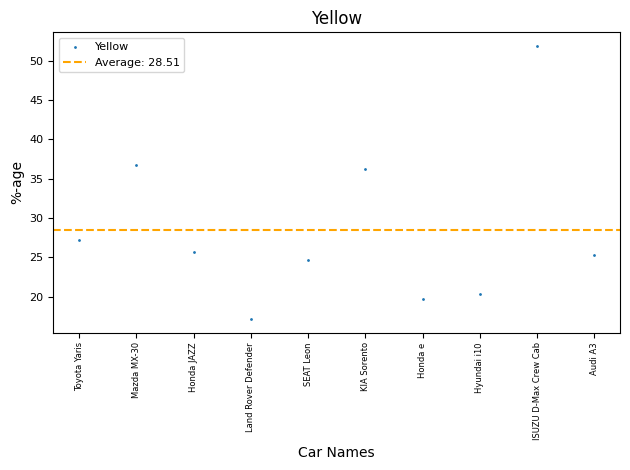 Yellow
Yellow
Average: 28.51
%-age
50
45
40
35
30
25
20
Toyota Yaris
Mazda MX-30
Honda JAZZ
Land Rover Defender
SEAT Leon
KIA Sorento
Honda e
Hyundai i10
ISUZU D-Max Crew Cab
Audi A3
Car Names